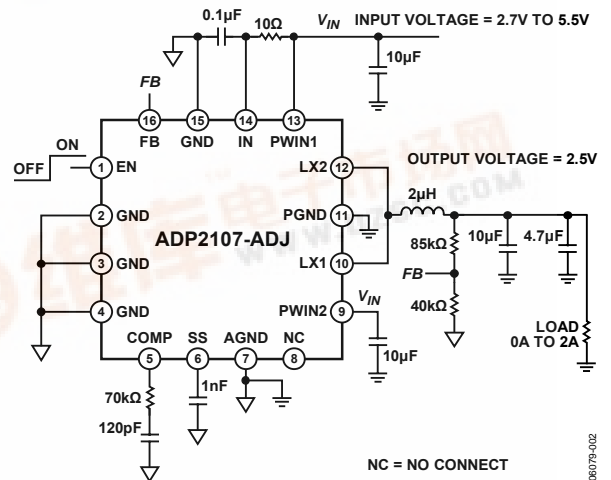 0.1µF
10Ω
VIN
INPUT VOLTAGE = 2.7V TO 5.5V
10µF
FB
16
15
14
13
FB
GND
IN
PWIN1
ON
OFF
1
EN
LX2
12
OUTPUT VOLTAGE = 2.5V
2µH
2
GND
PGND
11
ADP2107-ADJ
85kΩ
10µF
4.7µF
3
GND
LX1
10
FB
4
GND
PWIN2
9
VIN
40kΩ
LOAD
0A TO 2A
COMP
SS
AGND
NC
5
6
7
8
10µF
70kΩ
1nF
120pF
NC = NO CONNECT
06079-002